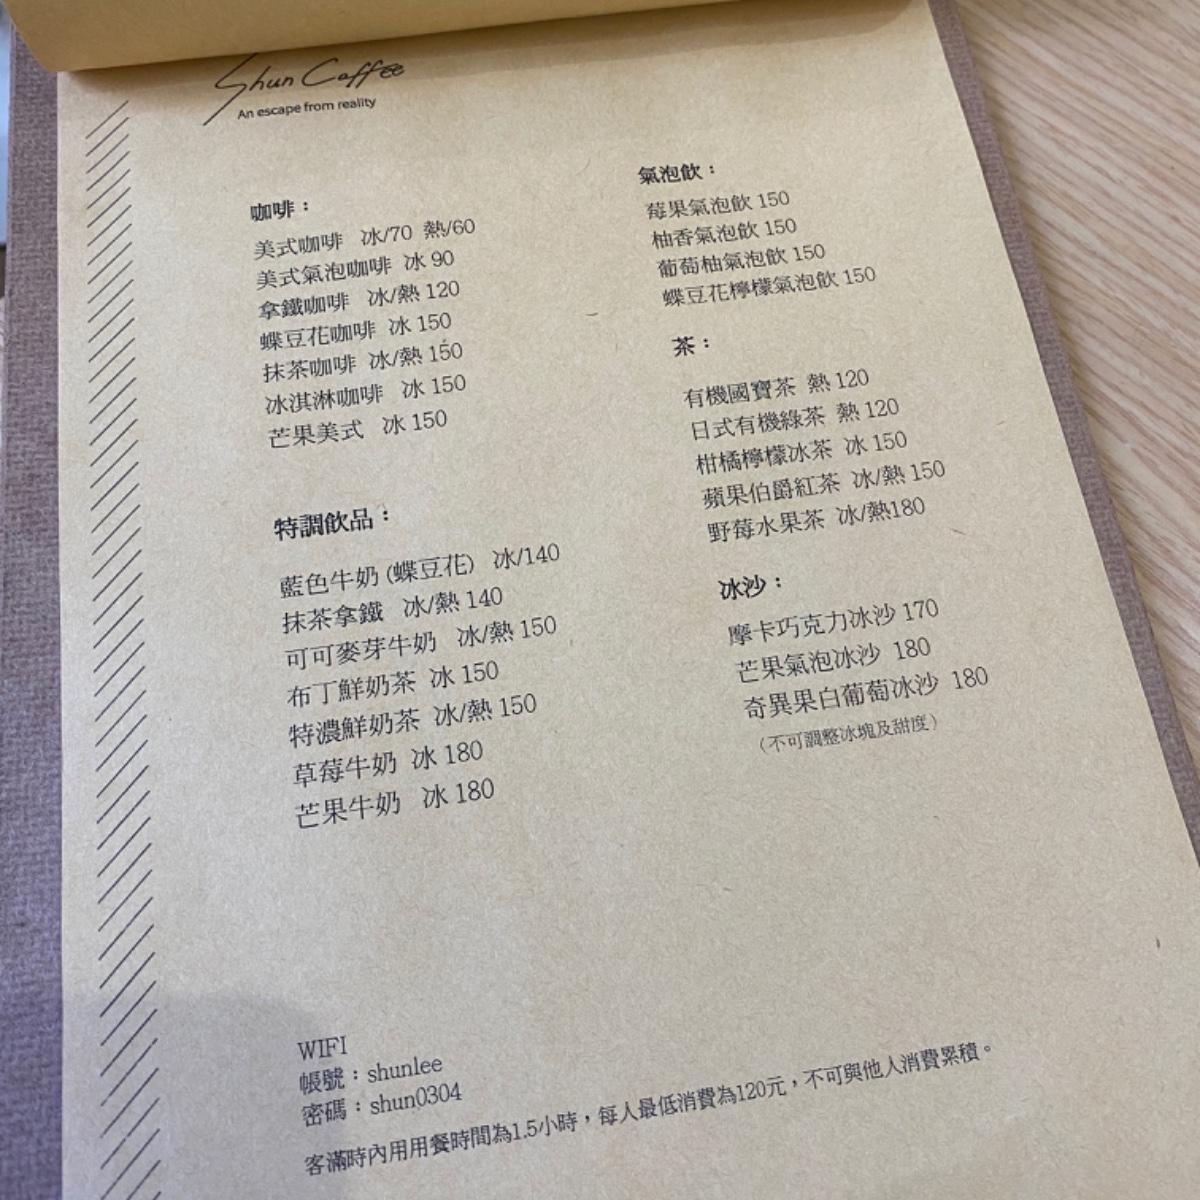 Shun Coffee
An escape from reality
咖啡：
美式咖啡 冰/70 熱/60
美式氣泡咖啡 冰 90
拿鐵咖啡 冰/熱 120
蝶豆花咖啡 冰 150
抹茶咖啡 冰/熱 150
冰淇淋咖啡 冰 150
芒果美式 冰 150
特調飲品：
藍色牛奶 (蝶豆花) 冰/140
抹茶拿鐵 冰/熱 140
可可麥芽牛奶 冰/熱 150
布丁鮮奶茶 冰 150
特濃鮮奶茶 冰/熱 150
草莓牛奶 冰 180
芒果牛奶 冰 180
氣泡飲：
莓果氣泡飲 150
柚香氣泡飲 150
葡萄柚氣泡飲 150
蝶豆花檸檬氣泡飲 150
茶：
有機國寶茶 熱 120
日式有機綠茶 熱 120
柑橘檸檬冰茶 冰 150
蘋果伯爵紅茶 冰/熱 150
野莓水果茶 冰/熱180
冰沙：
摩卡巧克力冰沙 170
芒果氣泡冰沙 180
奇異果白葡萄冰沙 180
（不可調整冰塊及甜度）
WIFI
帳號：shunlee
密碼：shun0304
客滿時內用用餐時間為1.5小時，每人最低消費為120元，不可與他人消費累積。